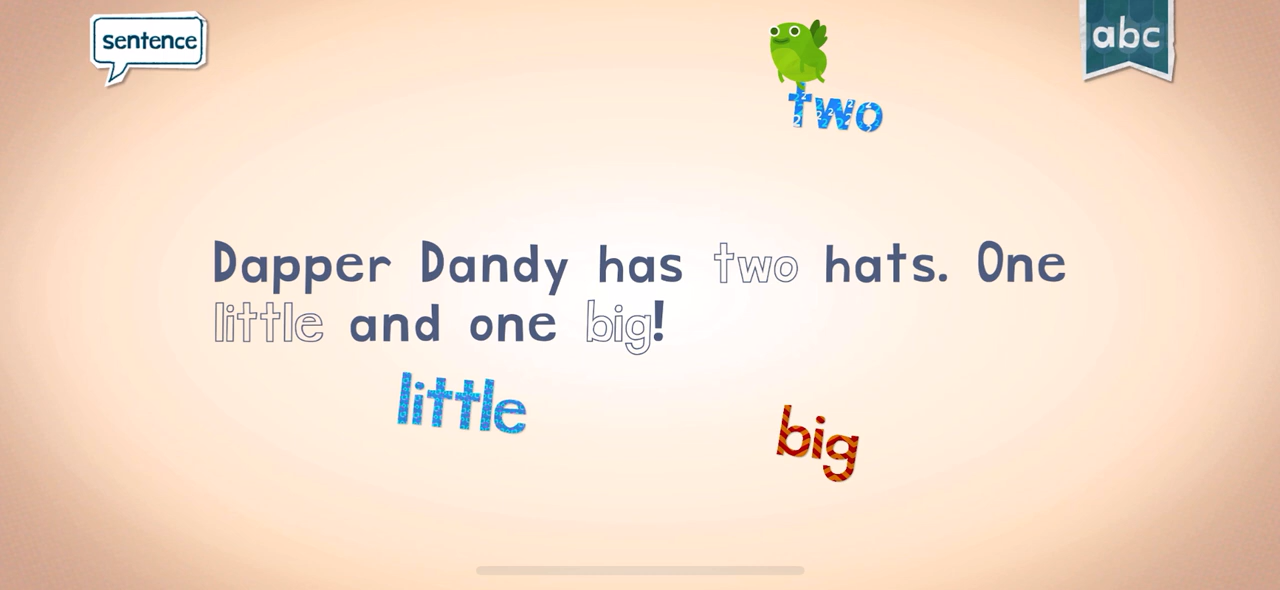 sentence
abc
two
Dapper Dandy has two hats. One
little and one big!
little
big